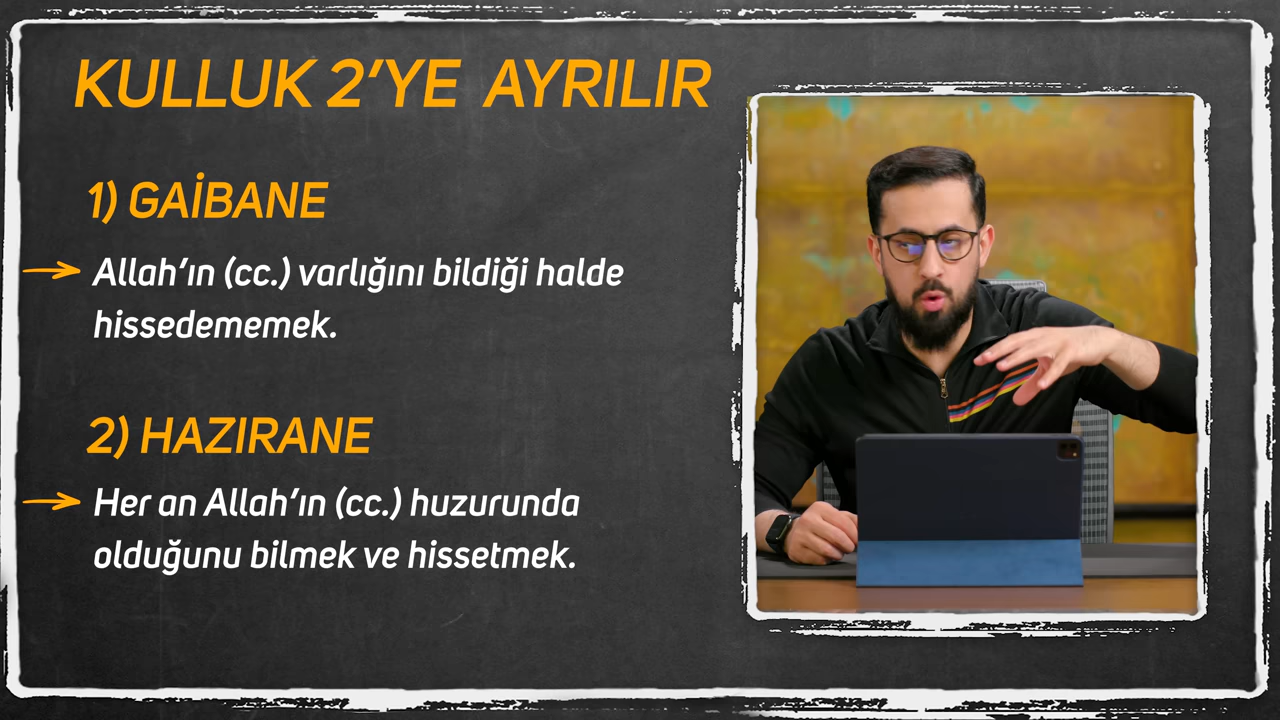 KULLUK 2’YE AYRILIR
1) GAİBANE
Allah’ın (cc.) varlığını bildiği halde
hissedememek.
2) HAZIRANE
Her an Allah’ın (cc.) huzurunda
olduğunu bilmek ve hissetmek.